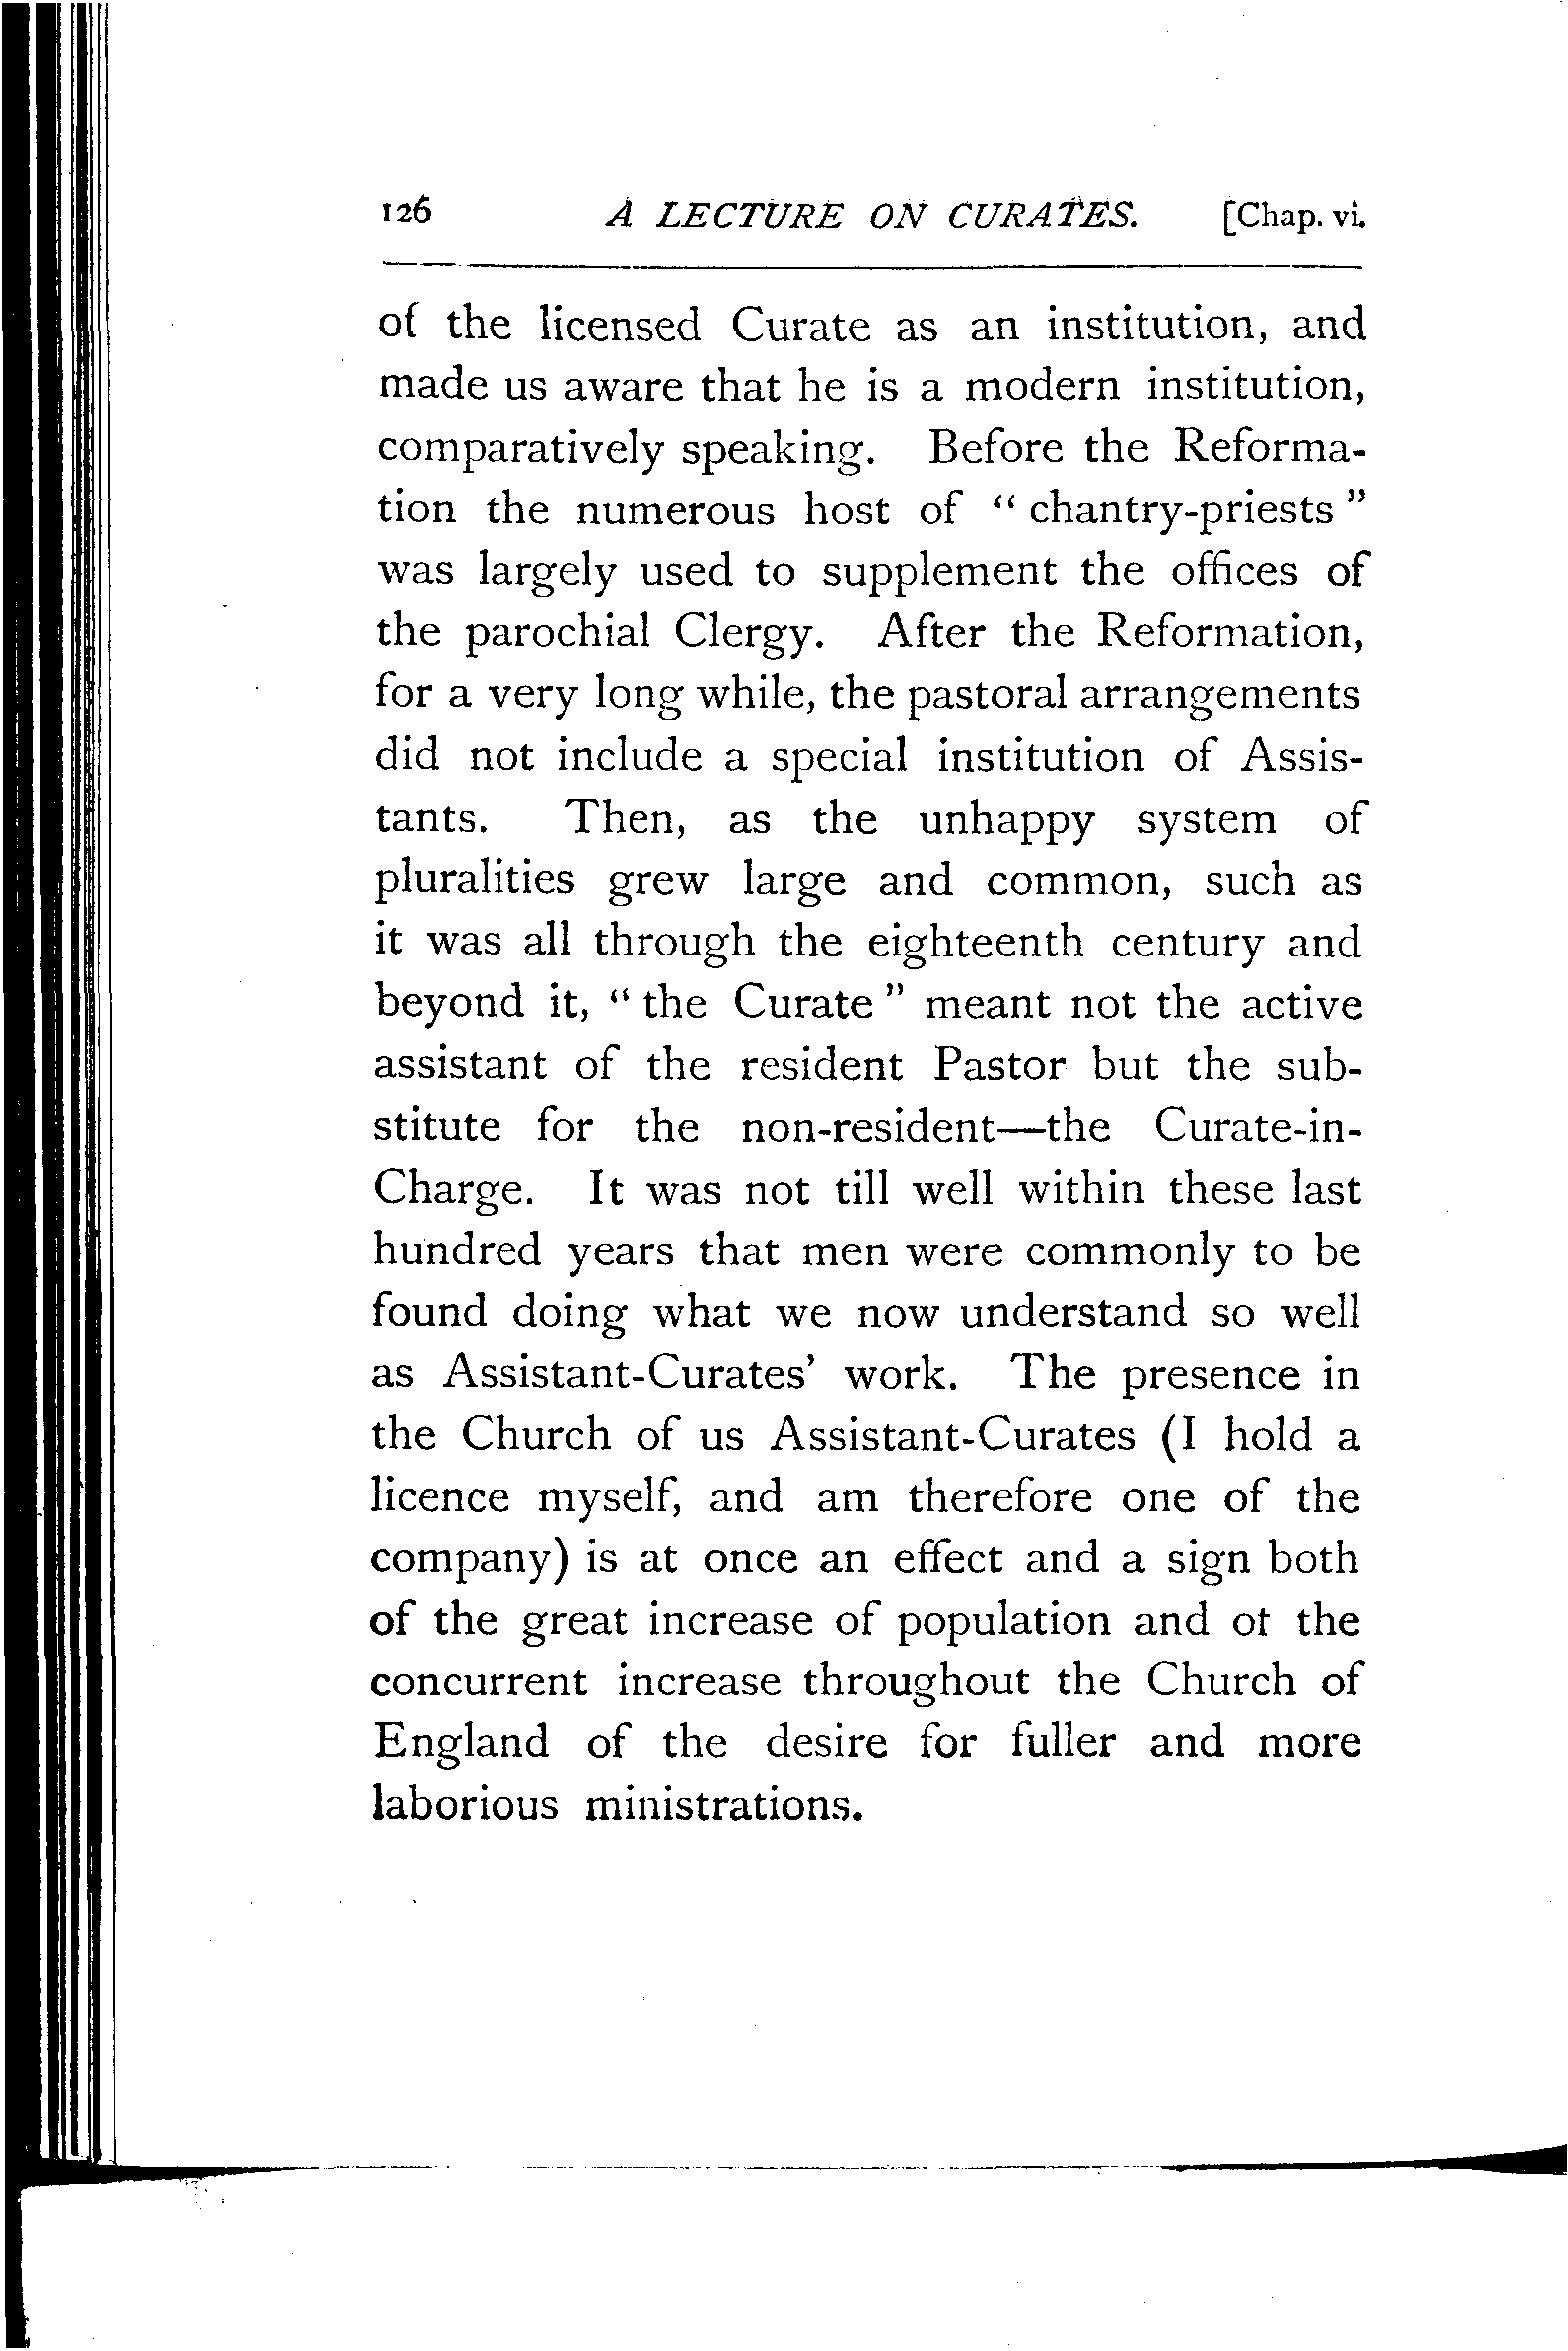 126 A LECTURE ON CURATES. [Chap. vi.
of the licensed Curate as an institution, and
made us aware that he is a modern institution,
comparatively speaking. Before the Reforma-
tion the numerous host of “ chantry-priests ”
was largely used to supplement the offices of
the parochial Clergy. After the Reformation,
for a very long while, the pastoral arrangements
did not include a special institution of Assis-
tants. Then, as the unhappy system of
pluralities grew large and common, such as
it was all through the eighteenth century and
beyond it, “ the Curate ” meant not the active
assistant of the resident Pastor but the sub-
stitute for the non-resident—the Curate-in-
Charge. It was not till well within these last
hundred years that men were commonly to be
found doing what we now understand so well
as Assistant-Curates’ work. The presence in
the Church of us Assistant-Curates (I hold a
licence myself, and am therefore one of the
company) is at once an effect and a sign both
of the great increase of population and of the
concurrent increase throughout the Church of
England of the desire for fuller and more
laborious ministrations.